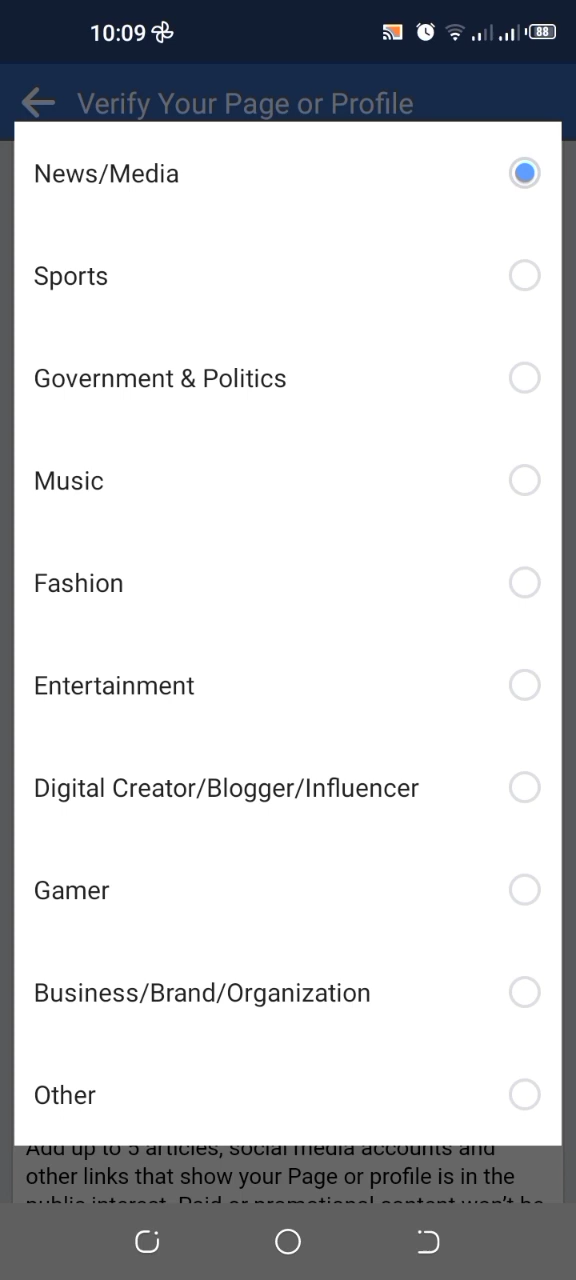 10:09
88
Verify Your Page or Profile
News/Media
Sports
Government & Politics
Music
Fashion
Entertainment
Digital Creator/Blogger/Influencer
Gamer
Business/Brand/Organization
Other
Add up to 5 articles, social media accounts and
other links that show your Page or profile is in the
public interest. Paid or promotional content won't be